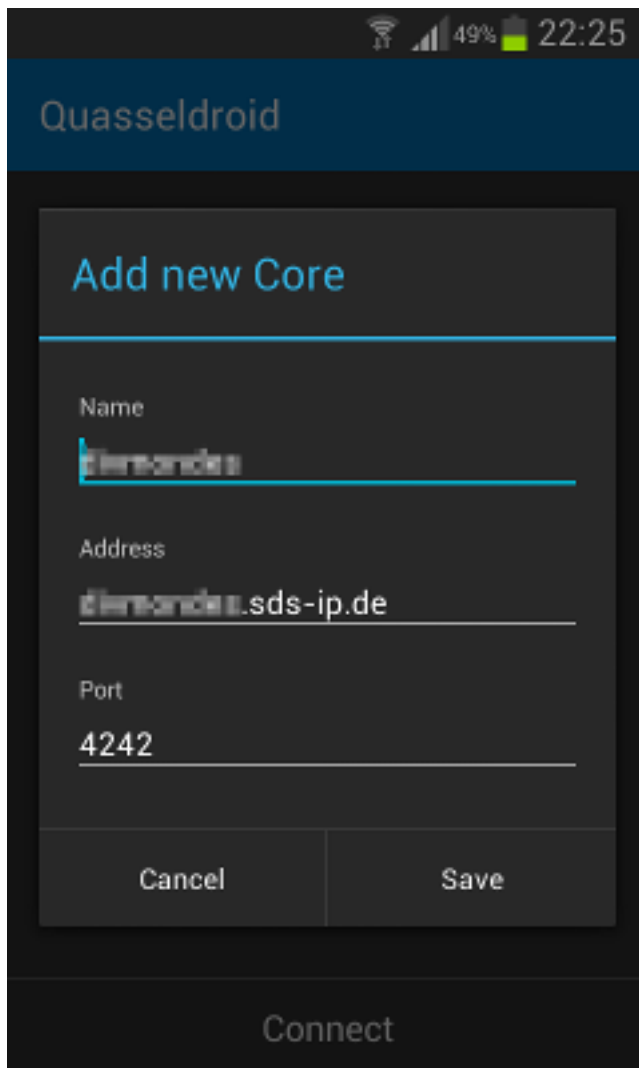 49% 22:25
Quasseldroid
Add new Core
Name
Address
.sds-ip.de
Port
4242
Cancel Save
Connect